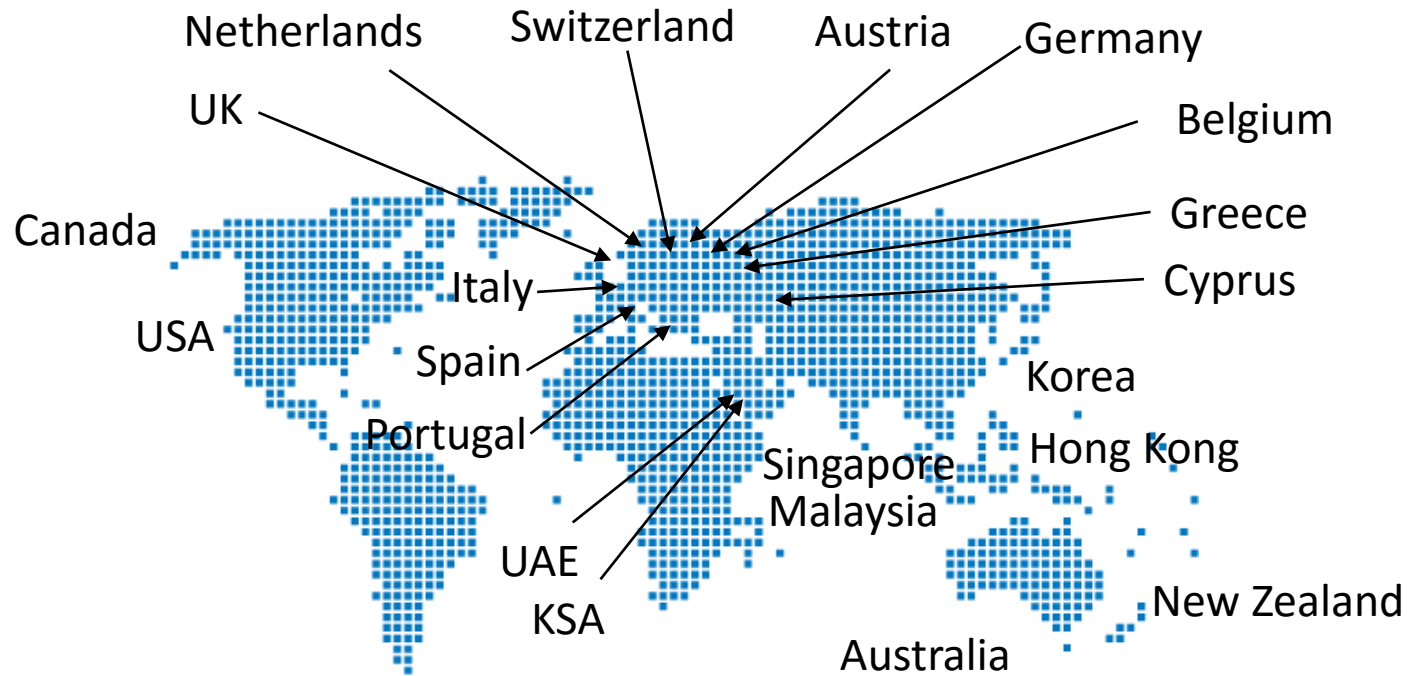 Netherlands
Switzerland
Austria
Germany
UK
Belgium
Canada
Greece
Italy
Cyprus
USA
Spain
Korea
Portugal
Hong Kong
Singapore
Malaysia
UAE
KSA
New Zealand
Australia